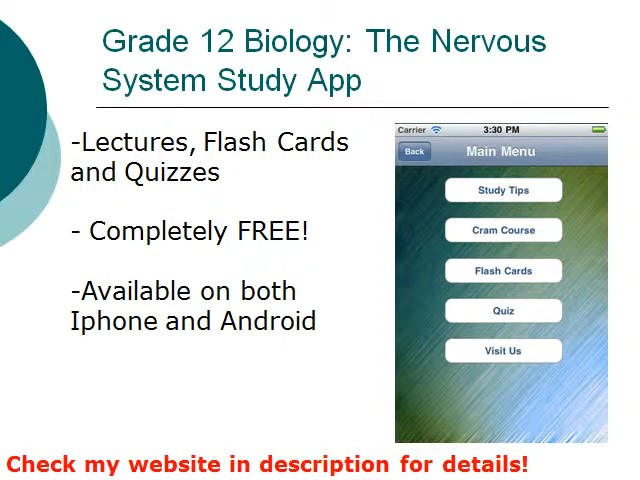 Grade 12 Biology: The Nervous
System Study App
-Lectures, Flash Cards
and Quizzes
- Completely FREE!
-Available on both
Iphone and Android
Carrier 3:30 PM
Back Main Menu
Study Tips
Cram Course
Flash Cards
Quiz
Visit Us
Check my website in description for details!